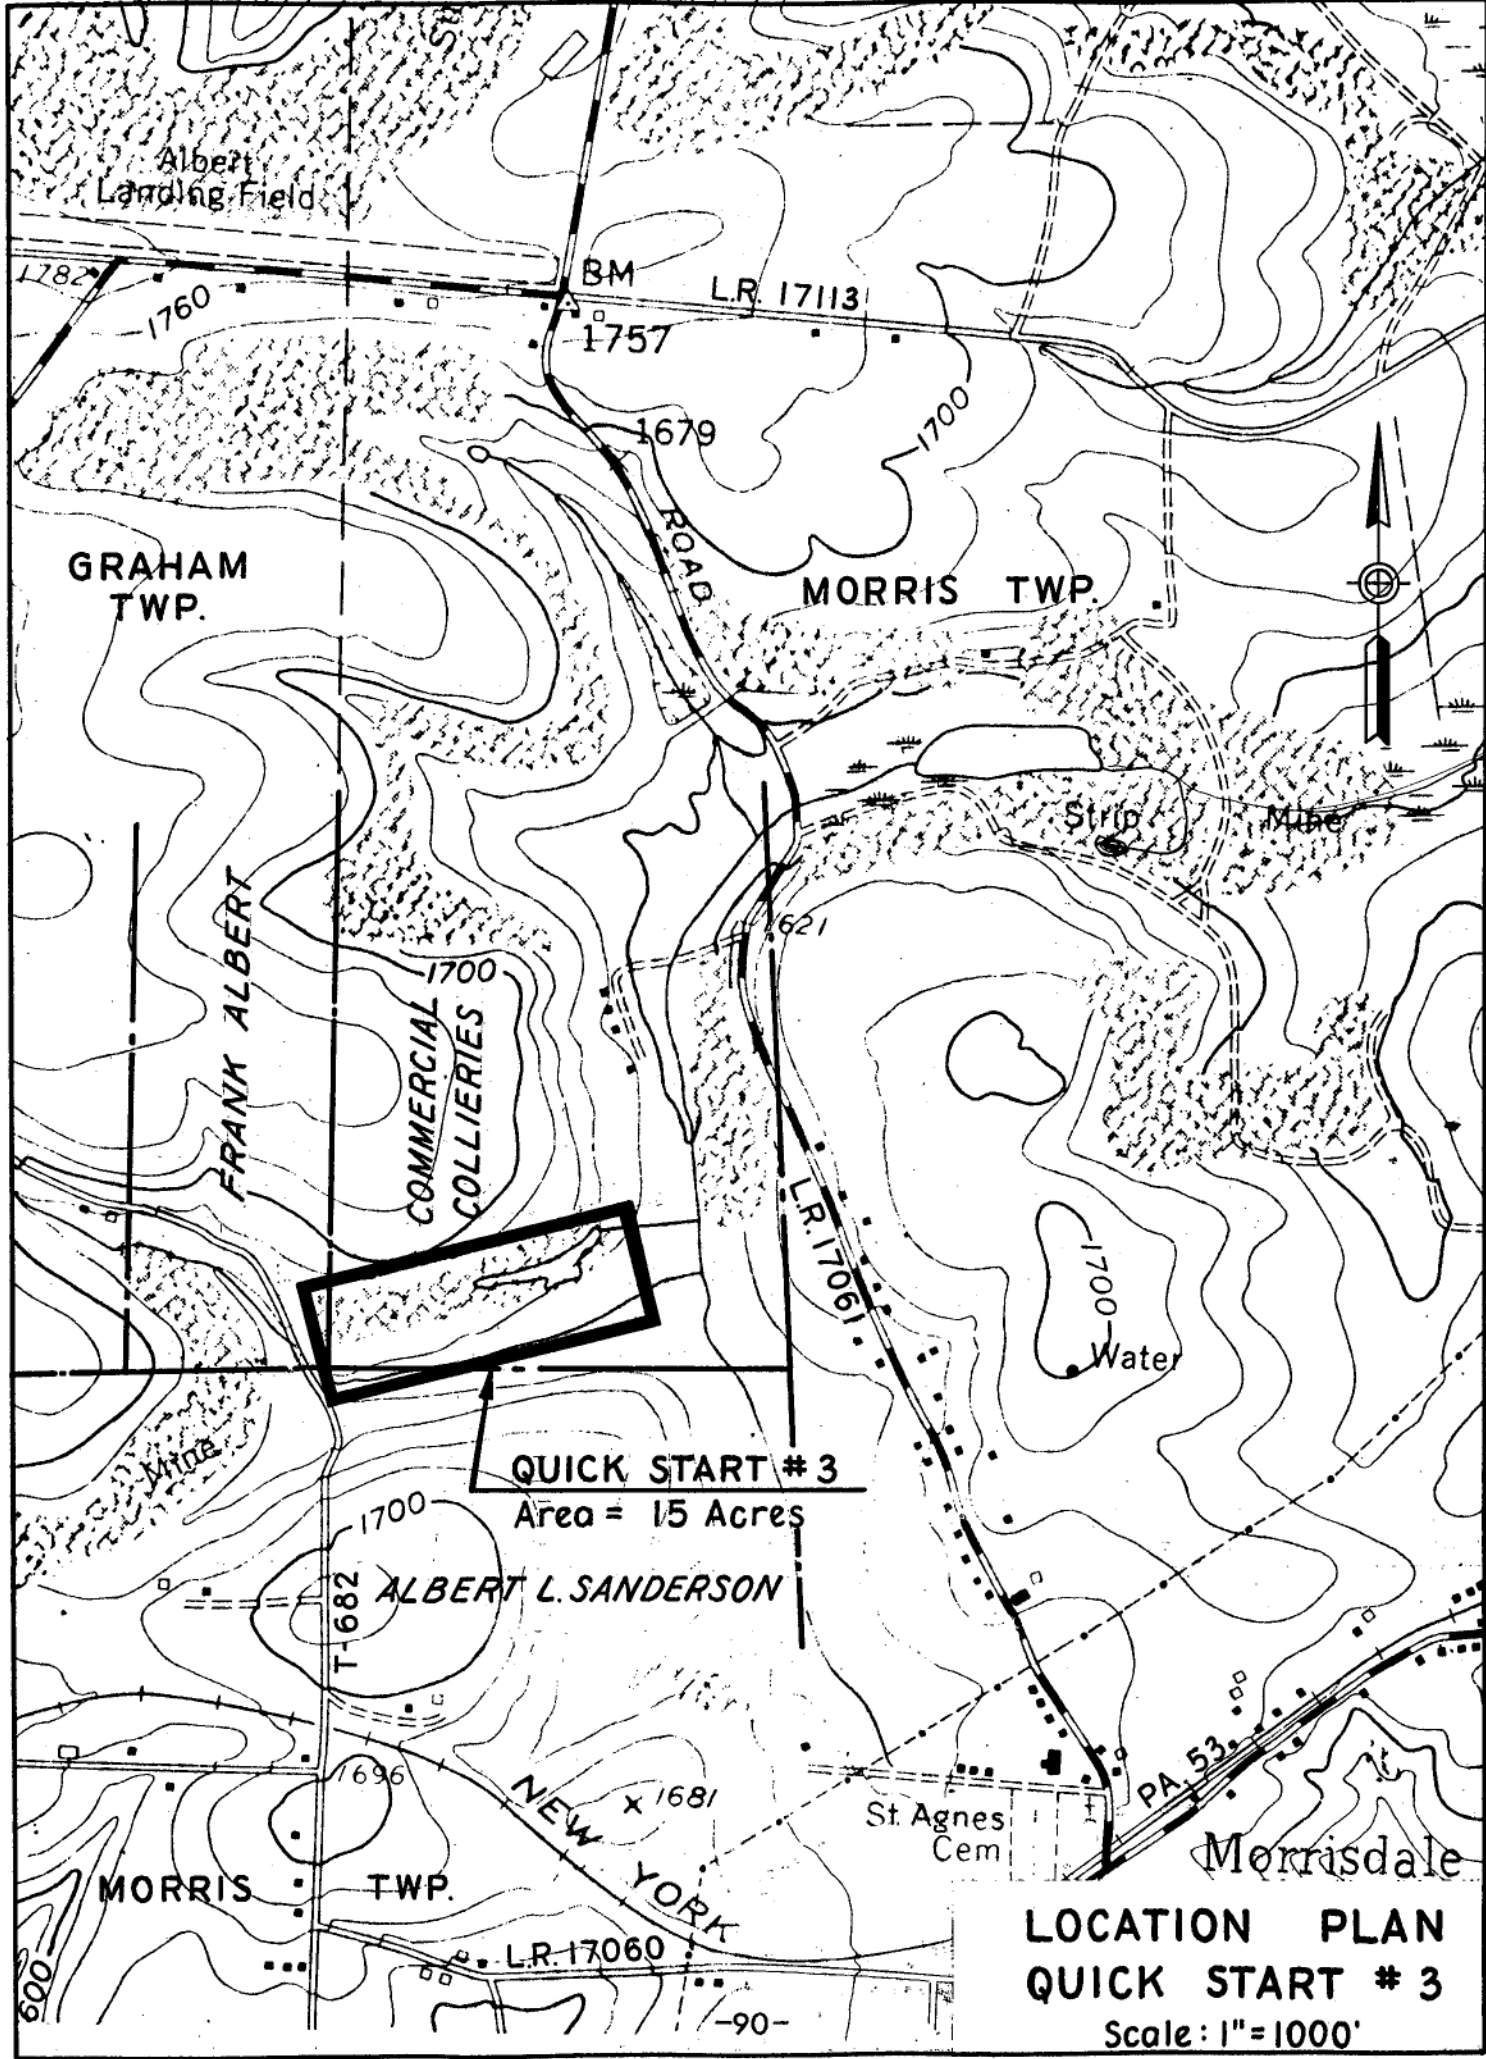 Albert
Landing Field
1782
1760
BM
1757
L.R. 17113
1679
1700
ROAD
GRAHAM
TWP.
MORRIS TWP.
Strip Mine
621
FRANK ALBERT
1700
COMMERCIAL
COLLIERIES
L.R. 17061
1700
Water
Mine
QUICK START #3
Area = 15 Acres
1700
T-682
ALBERT L. SANDERSON
1696
NEW YORK
1681
St. Agnes
Cem
PA. 53
Morrisdale
MORRIS TWP.
L.R. 17060
600
-90-
LOCATION PLAN
QUICK START #3
Scale: 1"=1000'